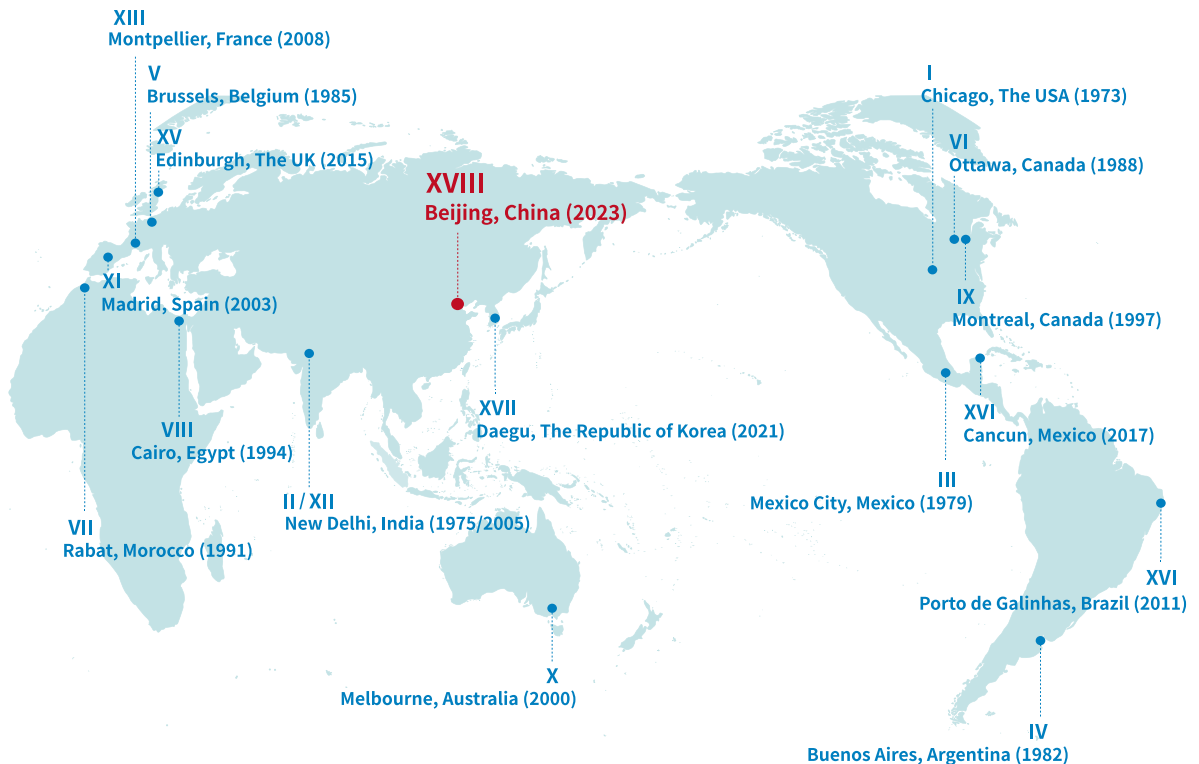 XIII
Montpellier, France (2008)
V
Brussels, Belgium (1985)
XV
Edinburgh, The UK (2015)
XVIII
Beijing, China (2023)
I
Chicago, The USA (1973)
VI
Ottawa, Canada (1988)
XI
Madrid, Spain (2003)
IX
Montreal, Canada (1997)
XVII
Daegu, The Republic of Korea (2021)
XVI
Cancun, Mexico (2017)
VIII
Cairo, Egypt (1994)
III
Mexico City, Mexico (1979)
II / XII
New Delhi, India (1975/2005)
VII
Rabat, Morocco (1991)
XVI
Porto de Galinhas, Brazil (2011)
X
Melbourne, Australia (2000)
IV
Buenos Aires, Argentina (1982)